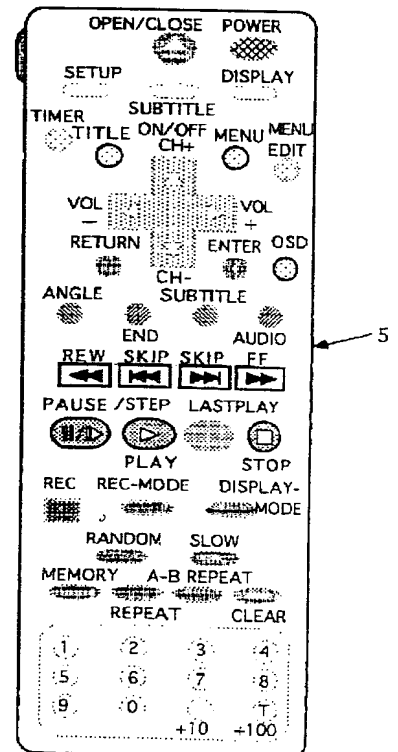 OPEN/CLOSE POWER
SETUP DISPLAY
SUBTITLE
TIMER TITLE ON/OFF MENU MENU
CH+ EDIT
VOL VOL
- +
RETURN ENTER OSD
CH-
ANGLE SUBTITLE
END AUDIO
5
REW SKIP SKIP FF
PAUSE/STEP LASTPLAY
PLAY STOP
REC REC-MODE DISPLAY-
MODE
RANDOM SLOW
MEMORY A-B REPEAT
REPEAT CLEAR
1 2 3 4
5 6 7 8
9 0
+10 +100